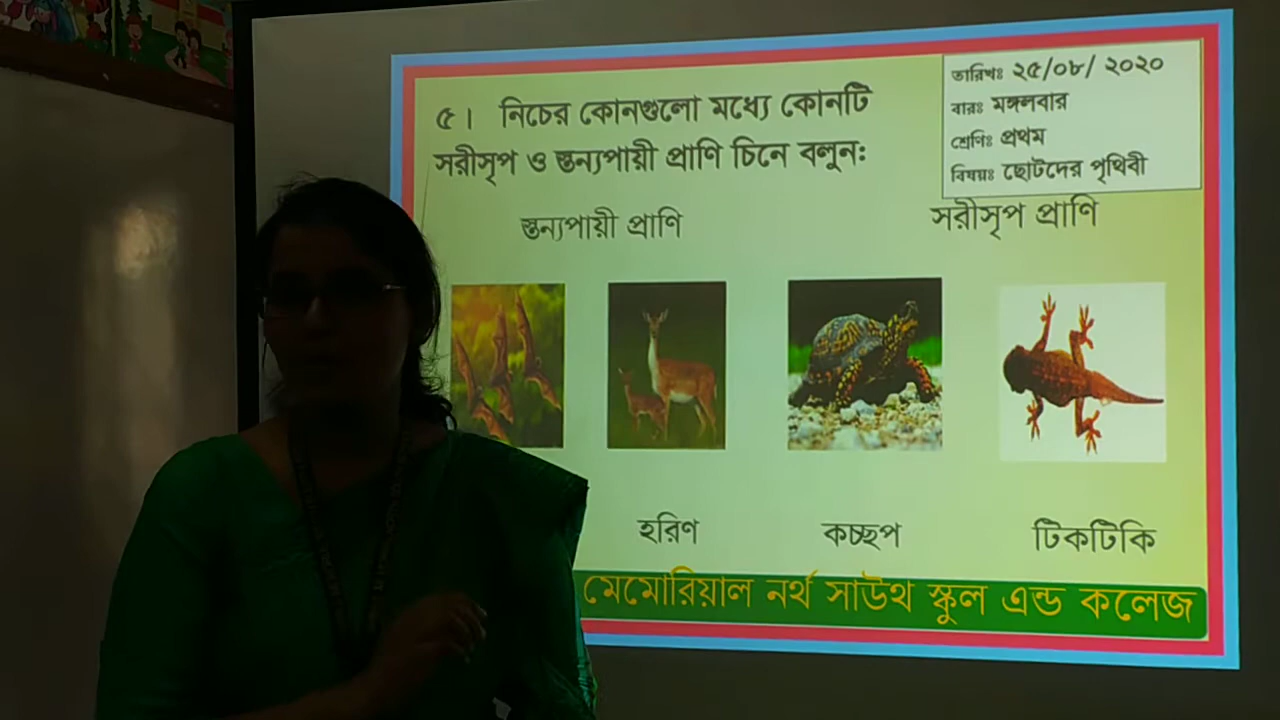 ৫। নিচের কোনগুলো মধ্যে কোনটি
সরীসৃপ ও স্তন্যপায়ী প্রাণি চিনে বলুন:
তারিখঃ ২৫/০৮/ ২০২০
বারঃ মঙ্গলবার
শ্রেণিঃ প্রথম
বিষয়ঃ ছোটদের পৃথিবী
স্তন্যপায়ী প্রাণি
সরীসৃপ প্রাণি
হরিণ
কচ্ছপ
টিকটিকি
মেমোরিয়াল নর্থ সাউথ স্কুল এন্ড কলেজ